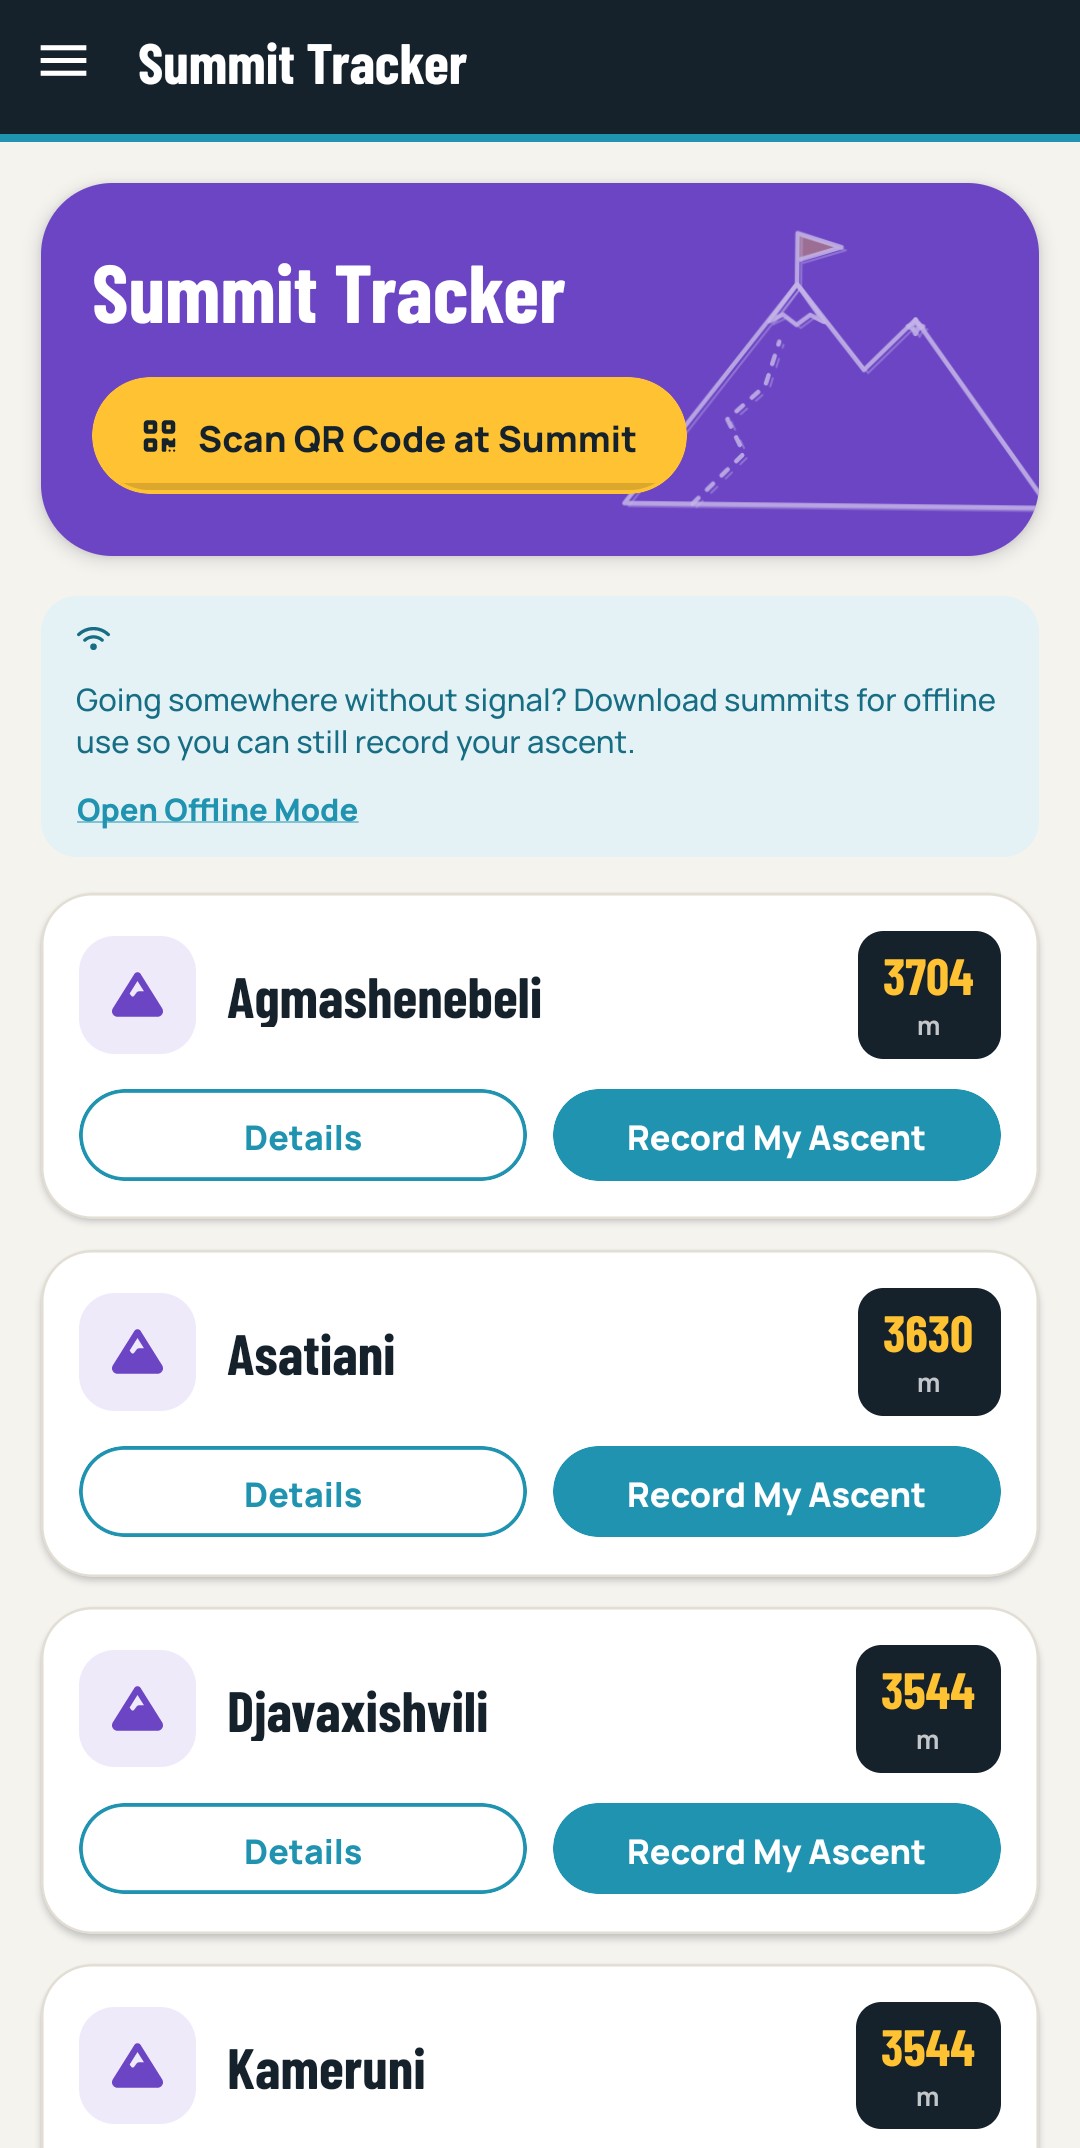 Summit Tracker
Summit Tracker
Scan QR Code at Summit
Going somewhere without signal? Download summits for offline
use so you can still record your ascent.
Open Offline Mode
Agmashenebeli
3704
m
Details
Record My Ascent
Asatiani
3630
m
Details
Record My Ascent
Djavaxishvili
3544
m
Details
Record My Ascent
Kameruni
3544
m